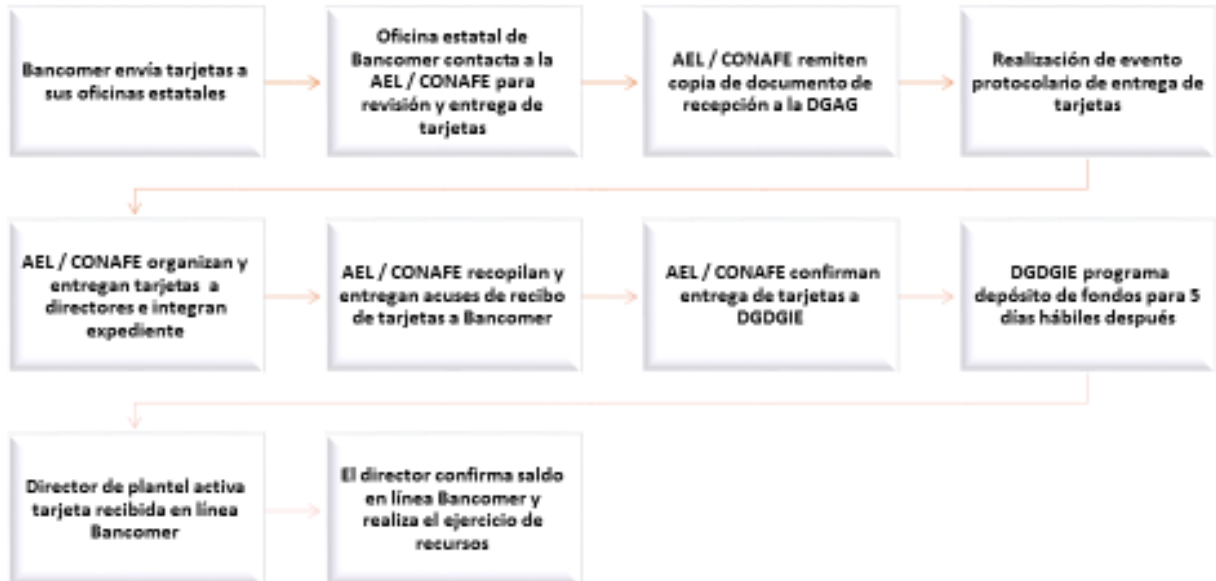 Bancomer envía tarjetas a
sus oficinas estatales
Oficina estatal de
Bancomer contacta a la
AEL / CONAFE para
revisión y entrega de
tarjetas
AEL / CONAFE remiten
copia de documento de
recepción a la DGAG
Realización de evento
protocolario de entrega de
tarjetas
AEL / CONAFE organizan y
entregan tarjetas a
directores e integran
expediente
AEL / CONAFE recopilan y
entregan acuses de recibo
de tarjetas a Bancomer
AEL / CONAFE confirman
entrega de tarjetas a
DGDGIE
DGDGIE programa
depósito de fondos para 5
días hábiles después
Director de plantel activa
tarjeta recibida en línea
Bancomer
El director confirma saldo
en línea Bancomer y
realiza el ejercicio de
recursos